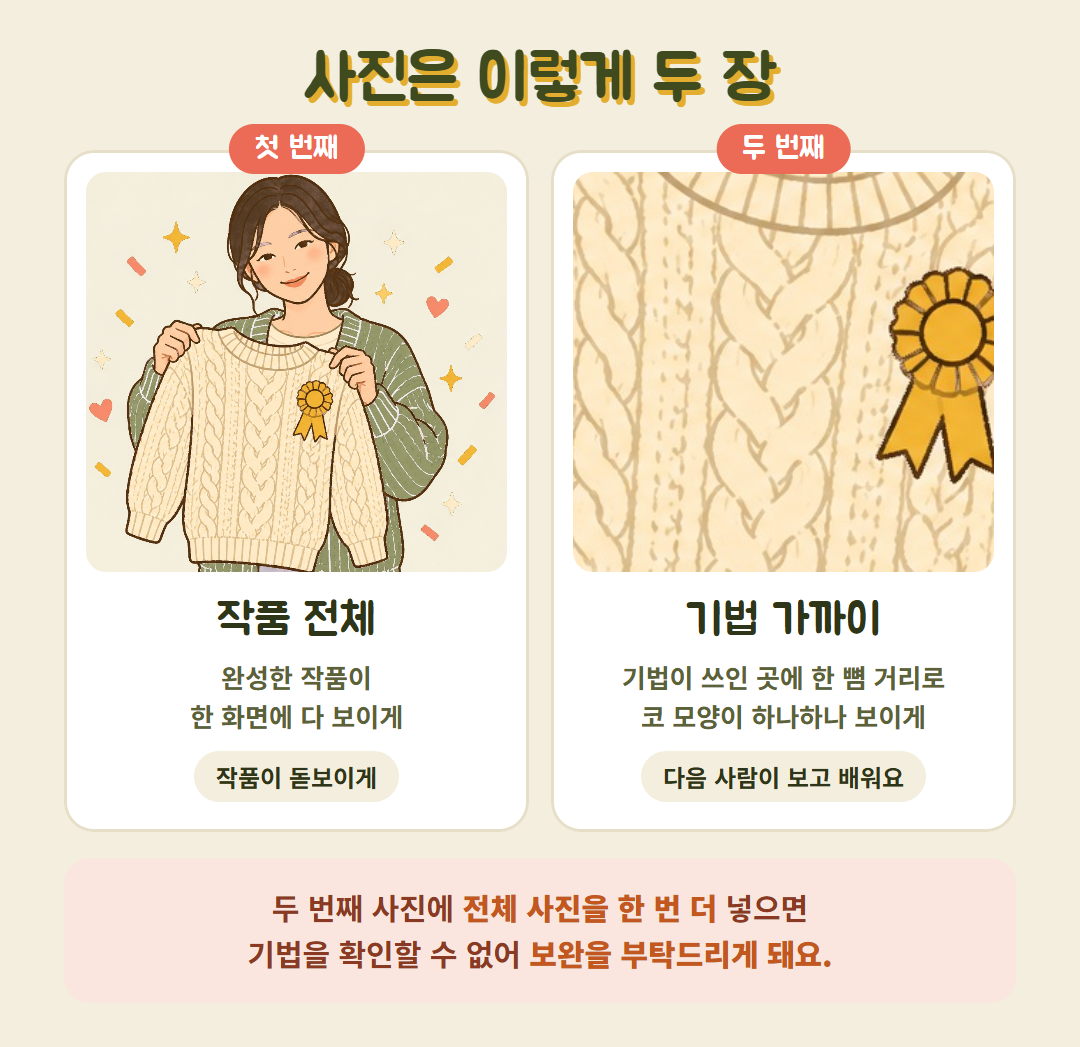 사진은 이렇게 두 장
첫 번째
작품 전체
완성한 작품이
한 화면에 다 보이게
작품이 돋보이게
두 번째
기법 가까이
기법이 쓰인 곳에 한 뼘 거리로
코 모양이 하나하나 보이게
다음 사람이 보고 배워요
두 번째 사진에 전체 사진을 한 번 더 넣으면
기법을 확인할 수 없어 보완을 부탁드리게 돼요.